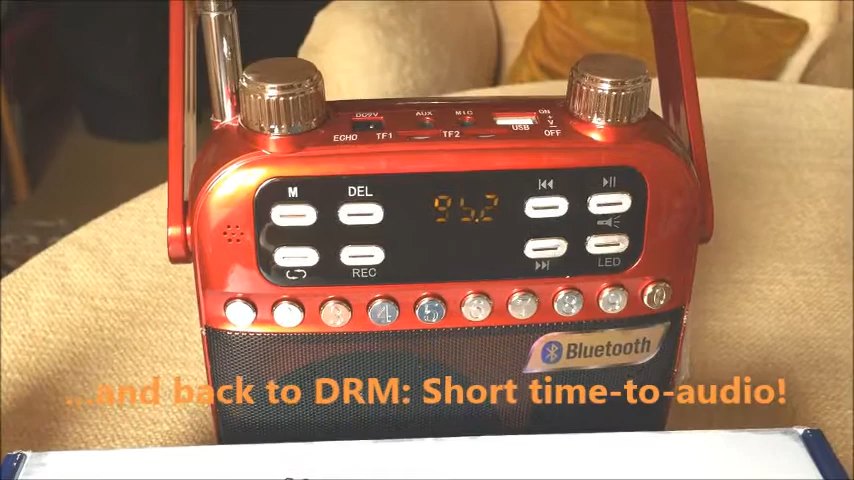 DC9V AUX MIC ON
ECHO TF1 TF2 USB V OFF
M DEL 95.2
REC LED
1 2 3 4 5 6 7 8 9 0
Bluetooth
...and back to DRM: Short time-to-audio!